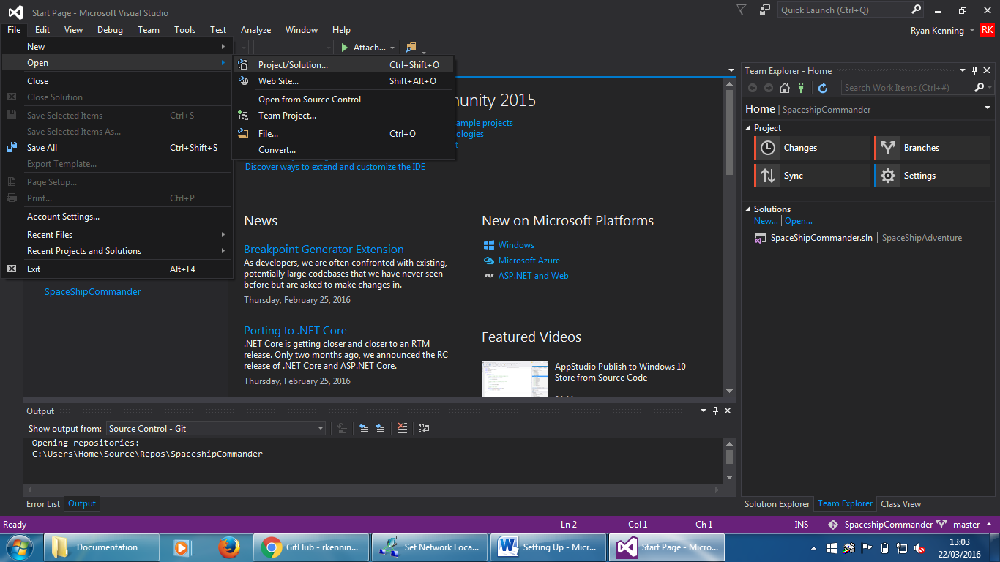 Start Page - Microsoft Visual Studio
Quick Launch (Ctrl+Q)
File Edit View Debug Team Tools Test Analyze Window Help
Ryan Kenning RK
Attach...
New
Open
Close
Close Solution
Save Selected Items Ctrl+S
Save Selected Items As...
Save All Ctrl+Shift+S
Export Template...
Page Setup...
Print... Ctrl+P
Account Settings...
Recent Files
Recent Projects and Solutions
Exit Alt+F4
Project/Solution... Ctrl+Shift+O
Web Site... Shift+Alt+O
Open from Source Control
Team Project...
File... Ctrl+O
Convert...
SpaceShipCommander
unity 2015
ample projects
ologies
t
Discover ways to extend and customize the IDE
News
Breakpoint Generator Extension
As developers, we are often confronted with existing,
potentially large codebases that we have never seen
before but are asked to make changes in.
Thursday, February 25, 2016
Porting to .NET Core
.NET Core is getting closer and closer to an RTM
release. Only two months ago, we announced the RC
release of .NET Core and ASP.NET Core.
Thursday, February 25, 2016
New on Microsoft Platforms
Windows
Microsoft Azure
ASP.NET and Web
Featured Videos
AppStudio Publish to Windows 10
Store from Source Code
Team Explorer - Home
Search Work Items (Ctrl+#)
Home | SpaceshipCommander
Project
Changes Branches
Sync Settings
Solutions
New... | Open...
SpaceShipCommander.sln | SpaceShipAdventure
Output
Show output from: Source Control - Git
Opening repositories:
C:\Users\Home\Source\Repos\SpaceshipCommander
Error List Output
Solution Explorer Team Explorer Class View
Ready Ln 2 Col 1 Ch 1 INS SpaceshipCommander master
Documentation GitHub - rkennin... Set Network Loca... Setting Up - Micr... Start Page - Micro...
13:03
22/03/2016